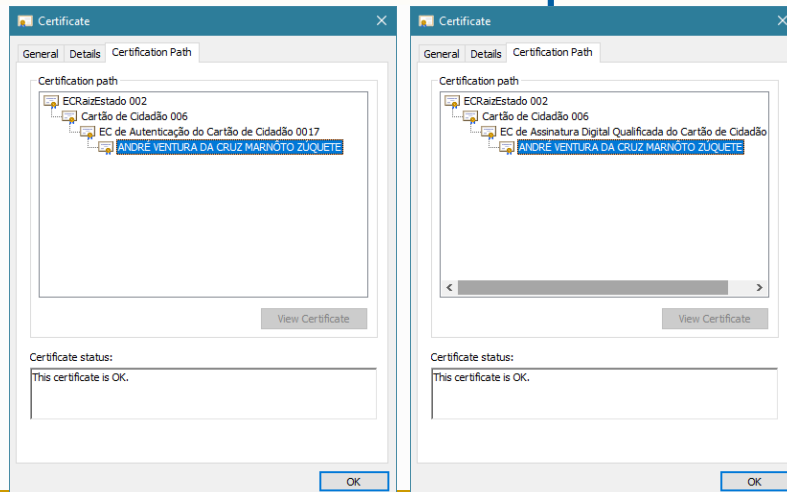 Certificate
General Details Certification Path
Certification path
ECRaizEstado 002
Cartão de Cidadão 006
EC de Autenticação do Cartão de Cidadão 0017
ANDRÉ VENTURA DA CRUZ MARNÔTO ZÚQUETE
View Certificate
Certificate status:
This certificate is OK.
OK
Certificate
General Details Certification Path
Certification path
ECRaizEstado 002
Cartão de Cidadão 006
EC de Assinatura Digital Qualificada do Cartão de Cidadão
ANDRÉ VENTURA DA CRUZ MARNÔTO ZÚQUETE
View Certificate
Certificate status:
This certificate is OK.
OK